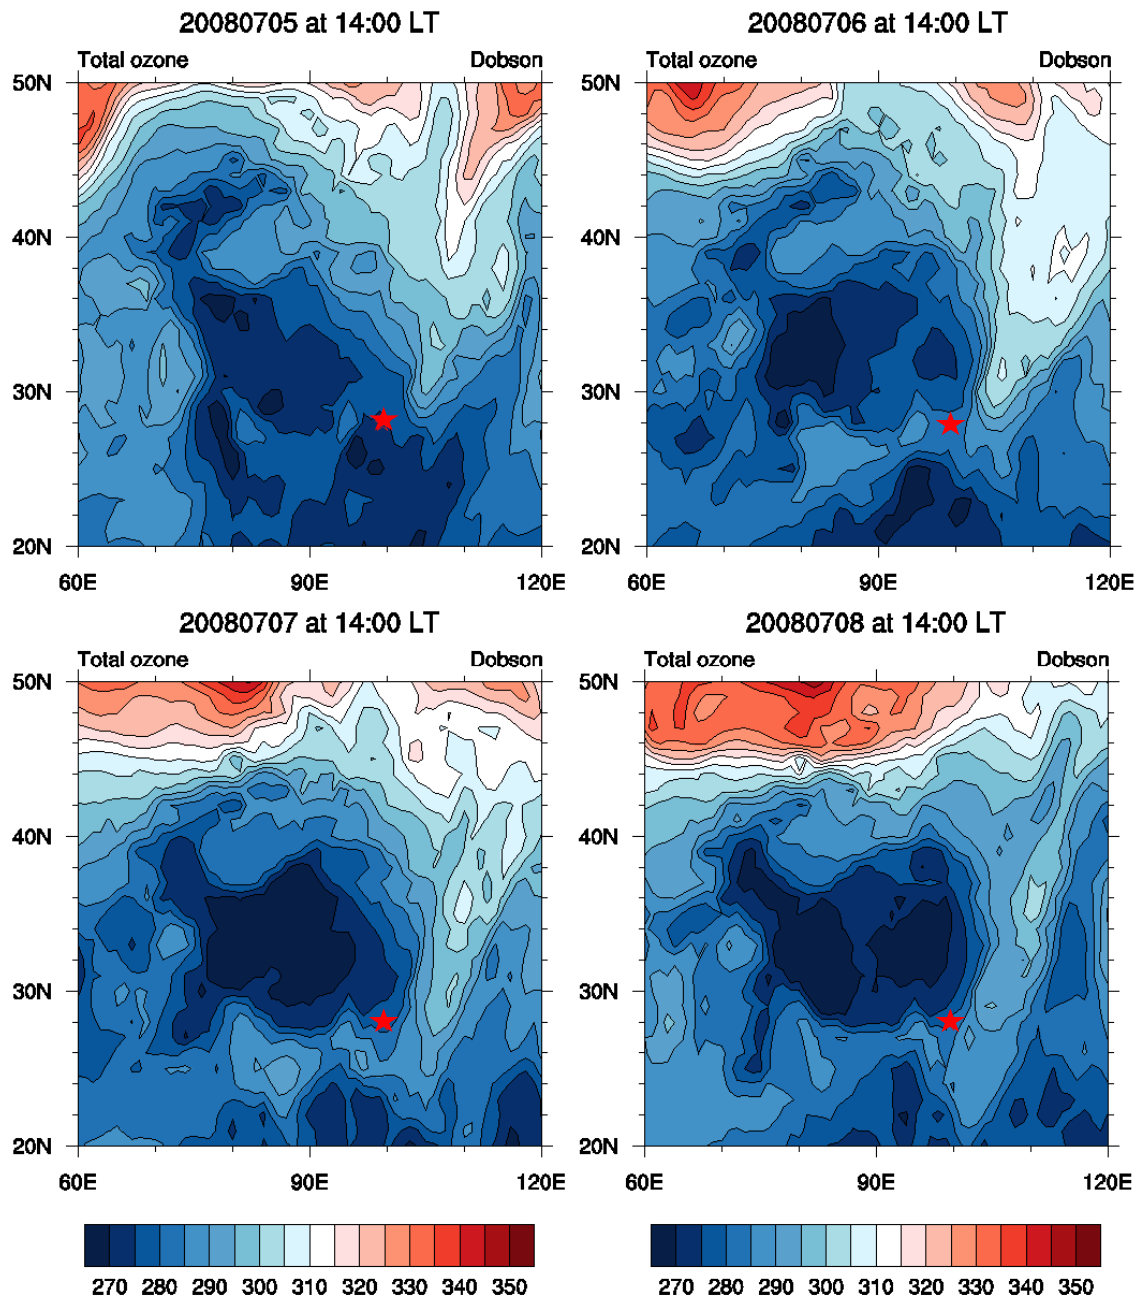 20080705 at 14:00 LT
20080706 at 14:00 LT
Total ozone Dobson
Total ozone Dobson
50N
50N
40N
40N
30N
30N
20N
20N
60E 90E 120E
60E 90E 120E
20080707 at 14:00 LT
20080708 at 14:00 LT
Total ozone Dobson
Total ozone Dobson
50N
50N
40N
40N
30N
30N
20N
20N
60E 90E 120E
60E 90E 120E
270 280 290 300 310 320 330 340 350
270 280 290 300 310 320 330 340 350